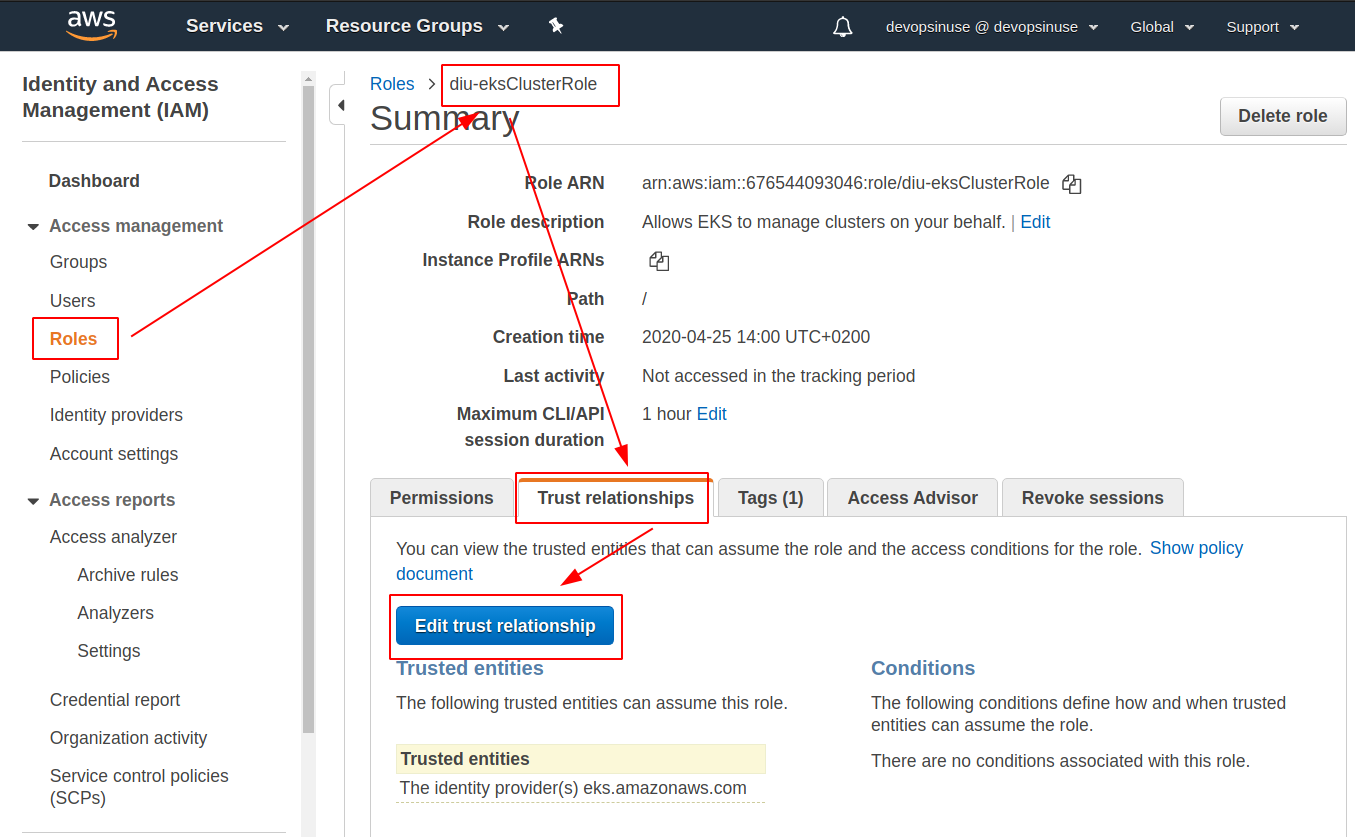 aws Services Resource Groups devopsinuse @ devopsinuse Global Support
Identity and Access
Management (IAM)
Dashboard
Access management
Groups
Users
Roles
Policies
Identity providers
Account settings
Access reports
Access analyzer
Archive rules
Analyzers
Settings
Credential report
Organization activity
Service control policies
(SCPs)
Roles > diu-eksClusterRole
Summary
Delete role
Role ARN arn:aws:iam::676544093046:role/diu-eksClusterRole
Role description Allows EKS to manage clusters on your behalf. | Edit
Instance Profile ARNs
Path /
Creation time 2020-04-25 14:00 UTC+0200
Last activity Not accessed in the tracking period
Maximum CLI/API 1 hour Edit
session duration
Permissions Trust relationships Tags (1) Access Advisor Revoke sessions
You can view the trusted entities that can assume the role and the access conditions for the role. Show policy
document
Edit trust relationship
Trusted entities
The following trusted entities can assume this role.
Trusted entities
The identity provider(s) eks.amazonaws.com
Conditions
The following conditions define how and when trusted
entities can assume the role.
There are no conditions associated with this role.